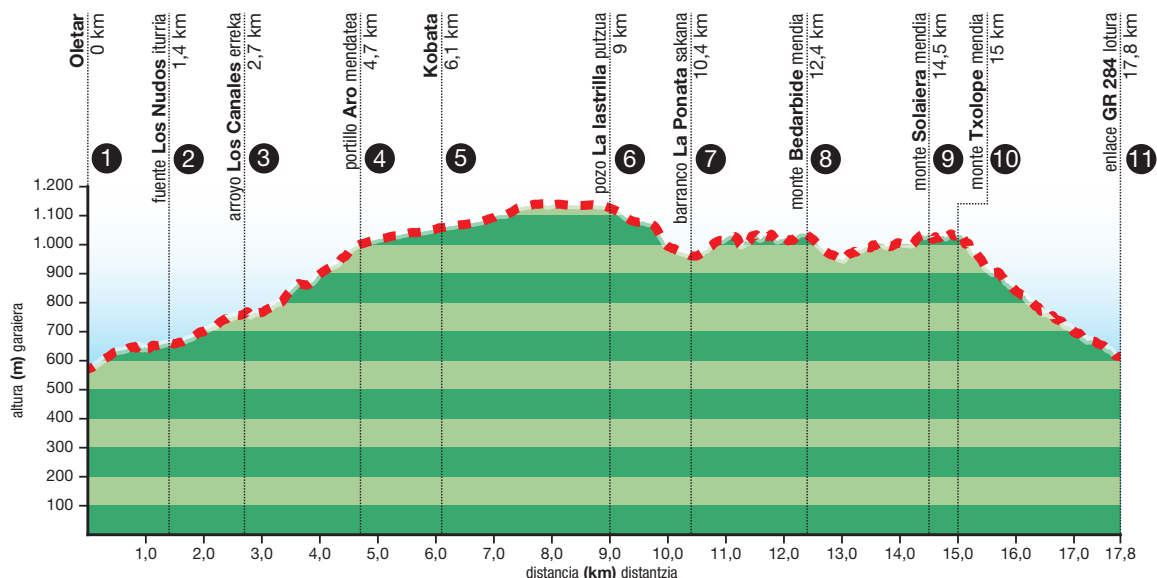 Oletar
0 km
fuente Los Nudos iturria
1,4 km
arroyo Los Canales erreka
2,7 km
portillo Aro mendatea
4,7 km
Kobata
6,1 km
pozo La lastrilla putzua
9 km
barranco La Ponata sakana
10,4 km
monte Bedarbide mendia
12,4 km
monte Solaiera mendia
14,5 km
monte Txolope mendia
15 km
enlace GR 284 lotura
17,8 km
1 2 3 4 5 6 7 8 9 10 11
altura (m) garaiera
1.200
1.100
1.000
900
800
700
600
500
400
300
200
100
1,0 2,0 3,0 4,0 5,0 6,0 7,0 8,0 9,0 10,0 11,0 12,0 13,0 14,0 15,0 16,0 17,0 17,8
distancia (km) distantzia